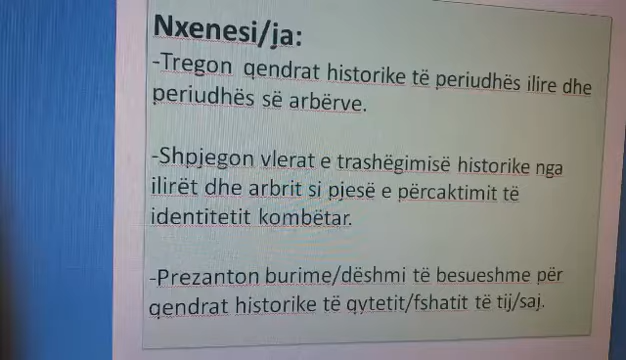 Nxenesi/ja:
-Tregon qendrat historike të periudhës ilire dhe
periudhës së arbërve.
-Shpjegon vlerat e trashëgimisë historike nga
ilirët dhe arbrit si pjesë e përcaktimit të
identitetit kombëtar.
-Prezanton burime/dëshmi të besueshme për
qendrat historike të qytetit/fshatit të tij/saj.